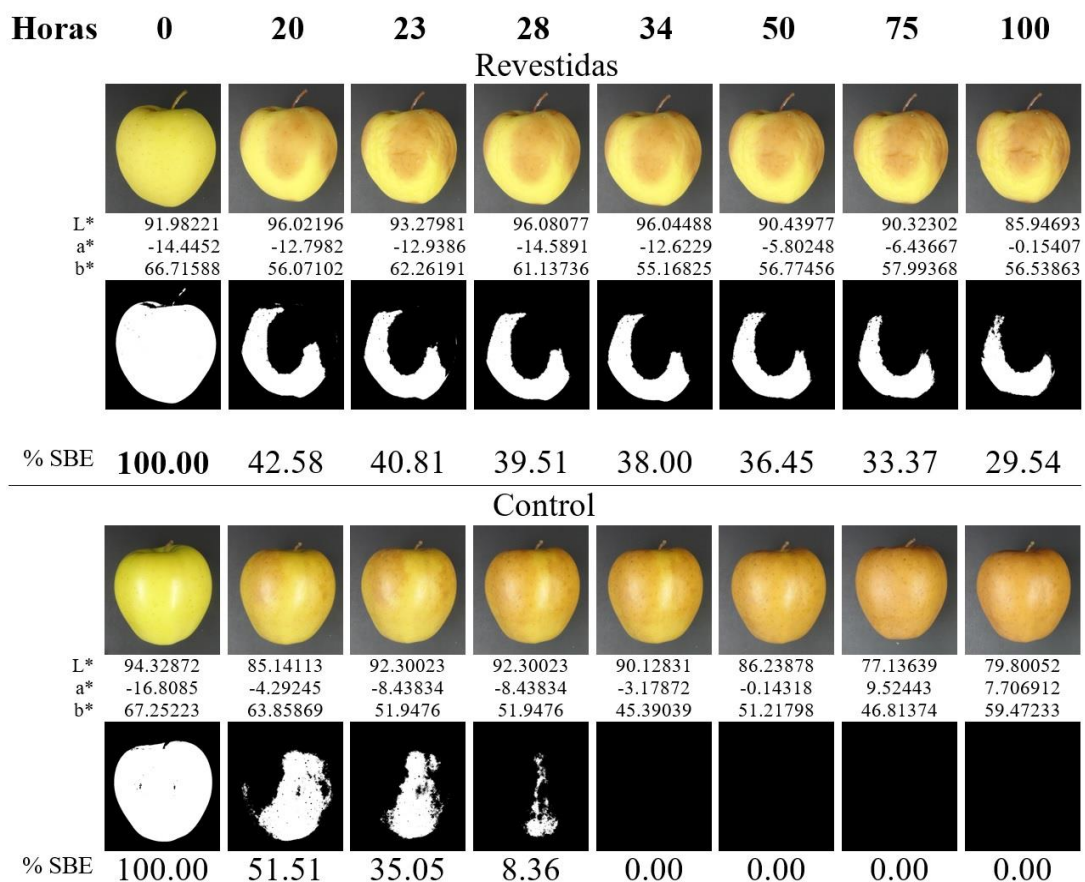 Horas 0 20 23 28 34 50 75 100
Revestidas
L* 91.98221 96.02196 93.27981 96.08077 96.04488 90.43977 90.32302 85.94693
a* -14.4452 -12.7982 -12.9386 -14.5891 -12.6229 -5.80248 -6.43667 -0.15407
b* 66.71588 56.07102 62.26191 61.13736 55.16825 56.77456 57.99368 56.53863
% SBE 100.00 42.58 40.81 39.51 38.00 36.45 33.37 29.54
Control
L* 94.32872 85.14113 92.30023 92.30023 90.12831 86.23878 77.13639 79.80052
a* -16.8085 -4.29245 -8.43834 -8.43834 -3.17872 -0.14318 9.52443 7.706912
b* 67.25223 63.85869 51.9476 51.9476 45.39039 51.21798 46.81374 59.47233
% SBE 100.00 51.51 35.05 8.36 0.00 0.00 0.00 0.00